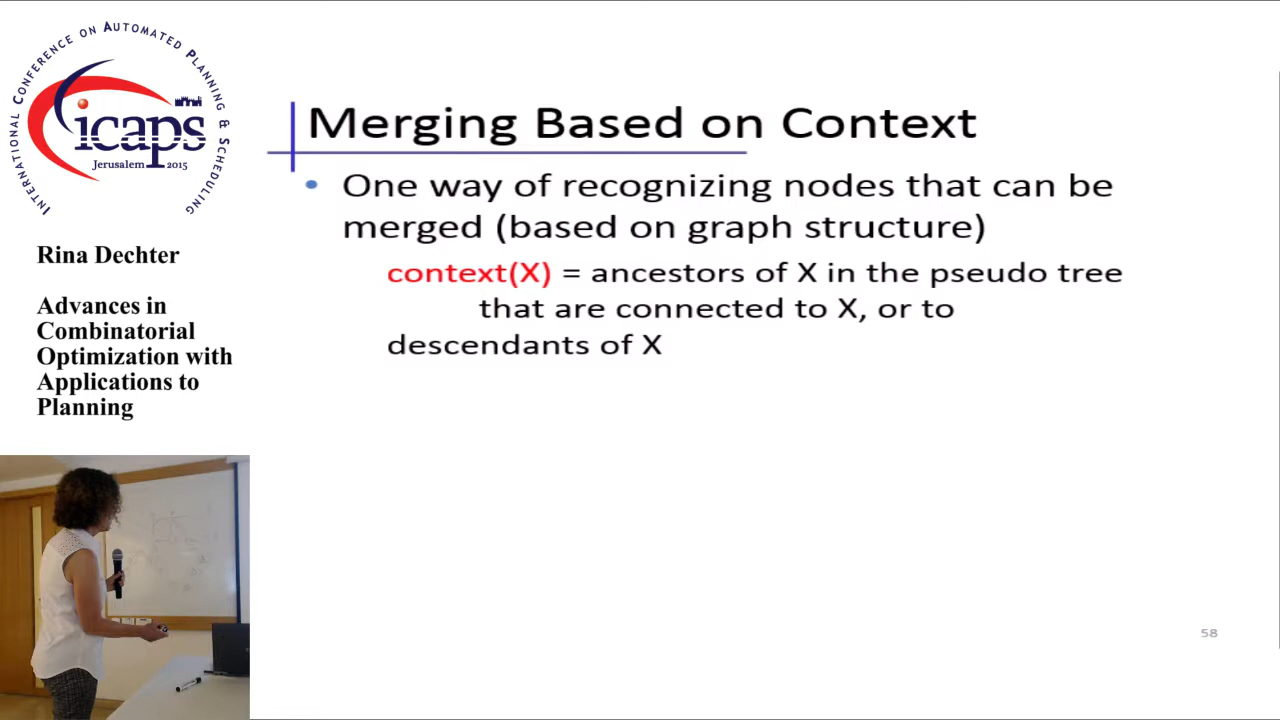 INTERNATIONAL CONFERENCE ON AUTOMATED PLANNING & SCHEDULING
icaps
Jerusalem 2015
Rina Dechter
Advances in
Combinatorial
Optimization with
Applications to
Planning
Merging Based on Context
• One way of recognizing nodes that can be
merged (based on graph structure)
context(X) = ancestors of X in the pseudo tree
that are connected to X, or to
descendants of X
58